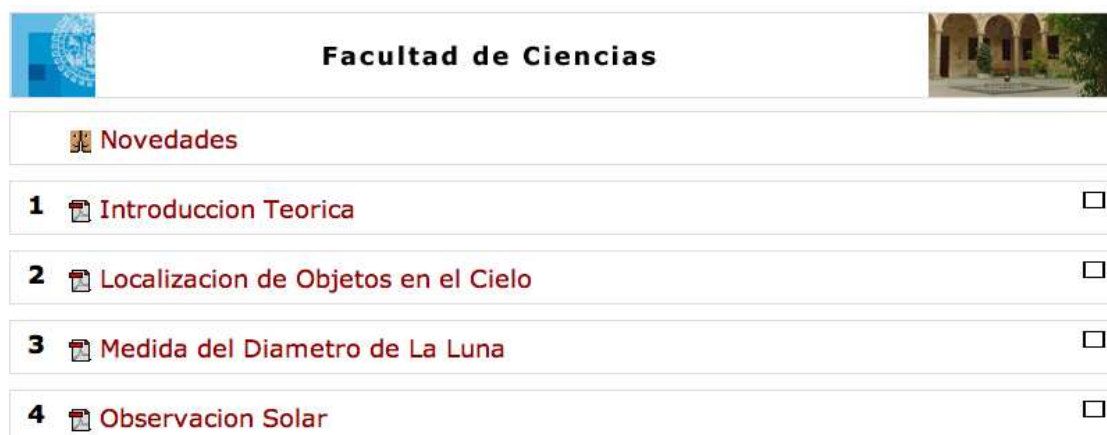 Facultad de Ciencias
Novedades
1 Introduccion Teorica
2 Localizacion de Objetos en el Cielo
3 Medida del Diametro de La Luna
4 Observacion Solar